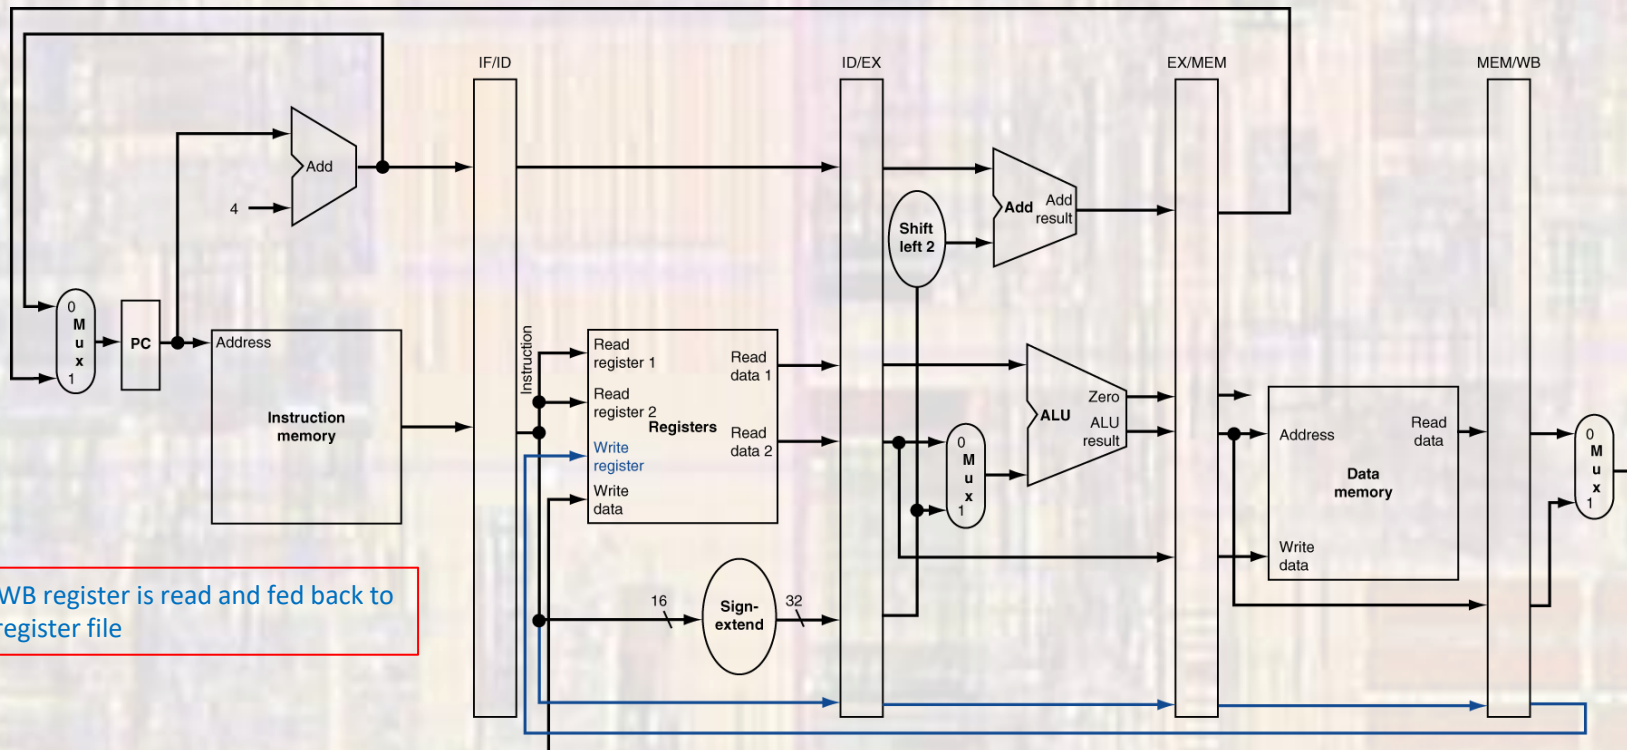 IF/ID
ID/EX
EX/MEM
MEM/WB
Add
4
Add
Add
result
Shift
left 2
0
M
u
x
1
PC
Address
Instruction
memory
Instruction
Read
register 1
Read
register 2
Write
register
Write
data
Registers
Read
data 1
Read
data 2
0
M
u
x
1
Zero
ALU
ALU
result
Address
Read
data
Data
memory
Write
data
0
M
u
x
1
16
Sign-
extend
32
WB register is read and fed back to
register file